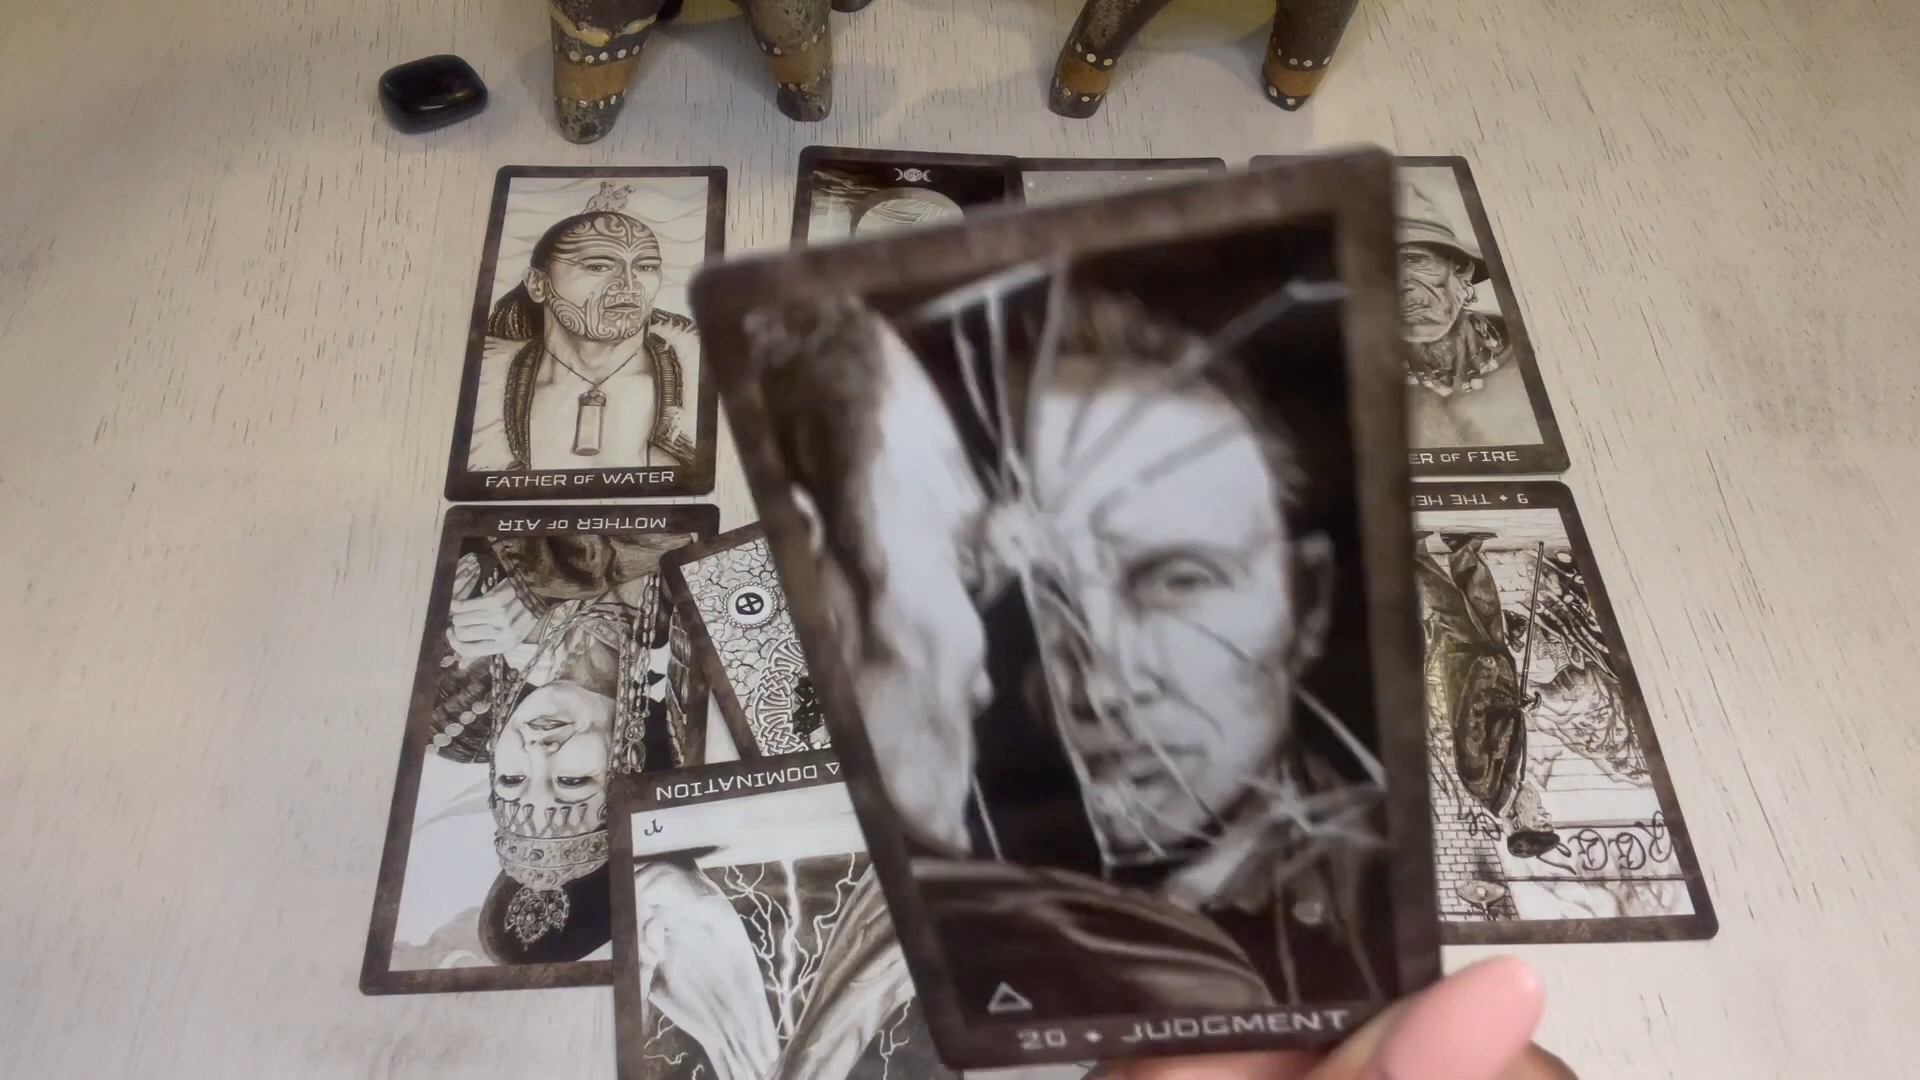 FATHER OF WATER
ER OF FIRE
MOTHER OF AIR
9 • THE HE
DOMINATION
20 • JUDGMENT